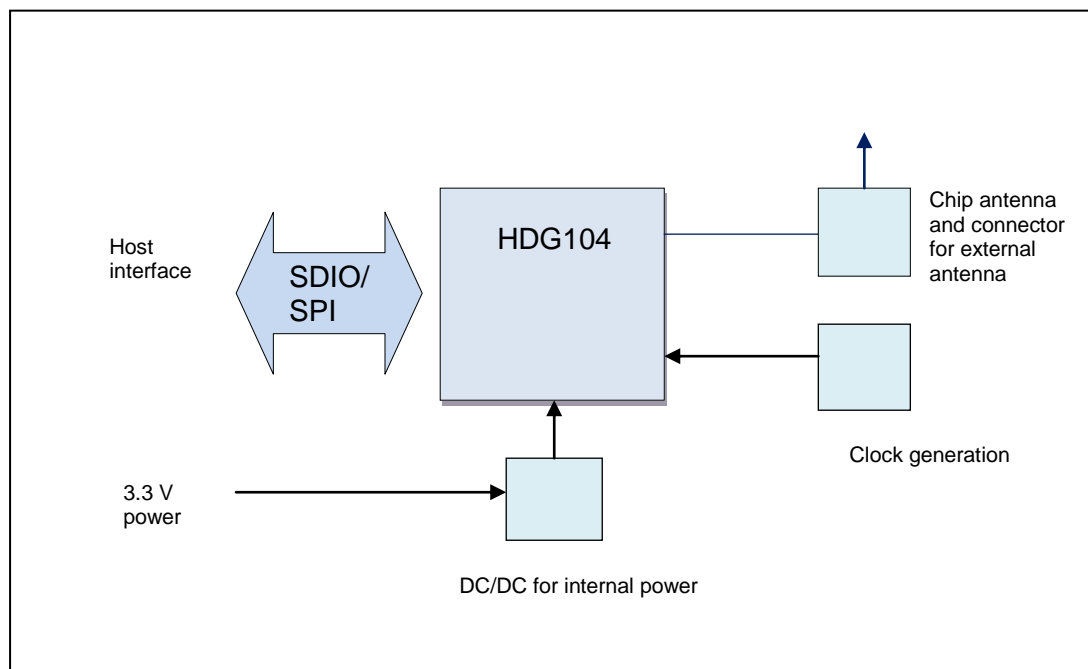 HDG104
Chip antenna
and connector
for external
antenna
Host
interface
SDIO/
SPI
Clock generation
3.3 V
power
DC/DC for internal power